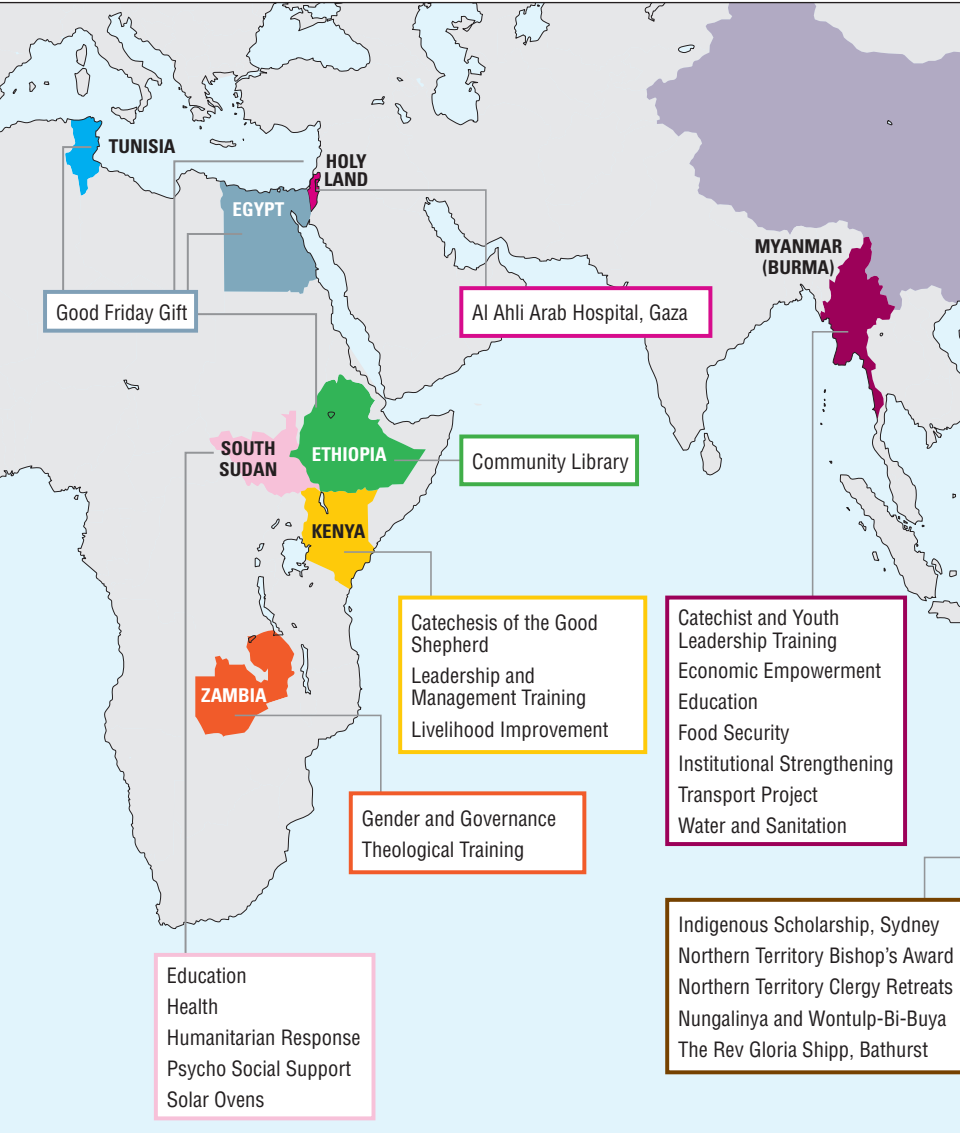 TUNISIA
HOLY
LAND
EGYPT
MYANMAR
(BURMA)
Good Friday Gift
Al Ahli Arab Hospital, Gaza
SOUTH
SUDAN
ETHIOPIA
Community Library
KENYA
Catechesis of the Good
Shepherd
Leadership and
Management Training
Livelihood Improvement
Catechist and Youth
Leadership Training
Economic Empowerment
Education
Food Security
Institutional Strengthening
Transport Project
Water and Sanitation
ZAMBIA
Gender and Governance
Theological Training
Indigenous Scholarship, Sydney
Northern Territory Bishop’s Award
Northern Territory Clergy Retreats
Nungalinya and Wontulp-Bi-Buya
The Rev Gloria Shipp, Bathurst
Education
Health
Humanitarian Response
Psycho Social Support
Solar Ovens